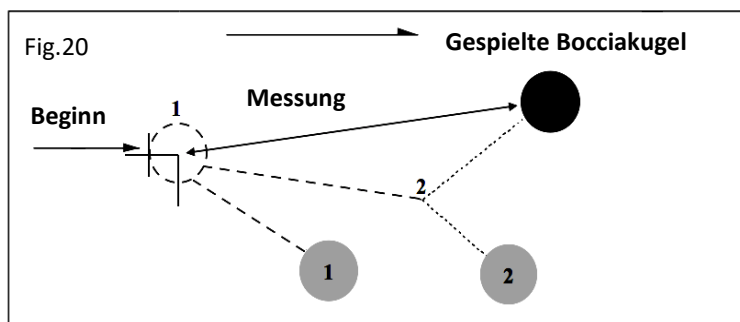 Fig.20
Gespielte Bocciakugel
1
Messung
Beginn
2
1
2